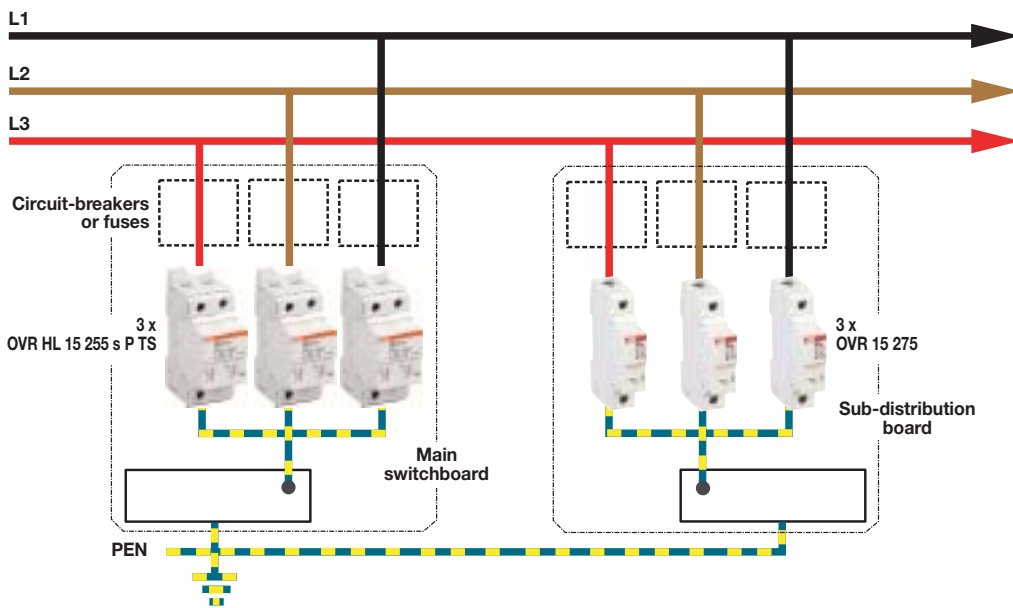 L1
L2
L3
Circuit-breakers
or fuses
3 x
OVR HL 15 255 s P TS
3 x
OVR 15 275
Main
switchboard
Sub-distribution
board
PEN